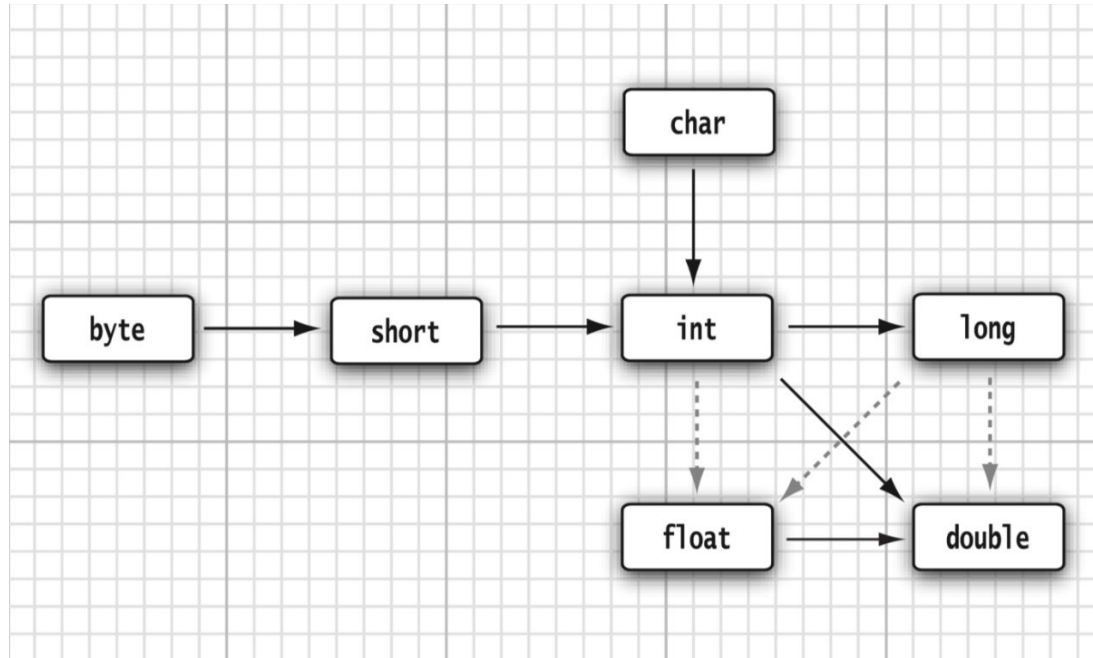 char
byte
short
int
long
float
double